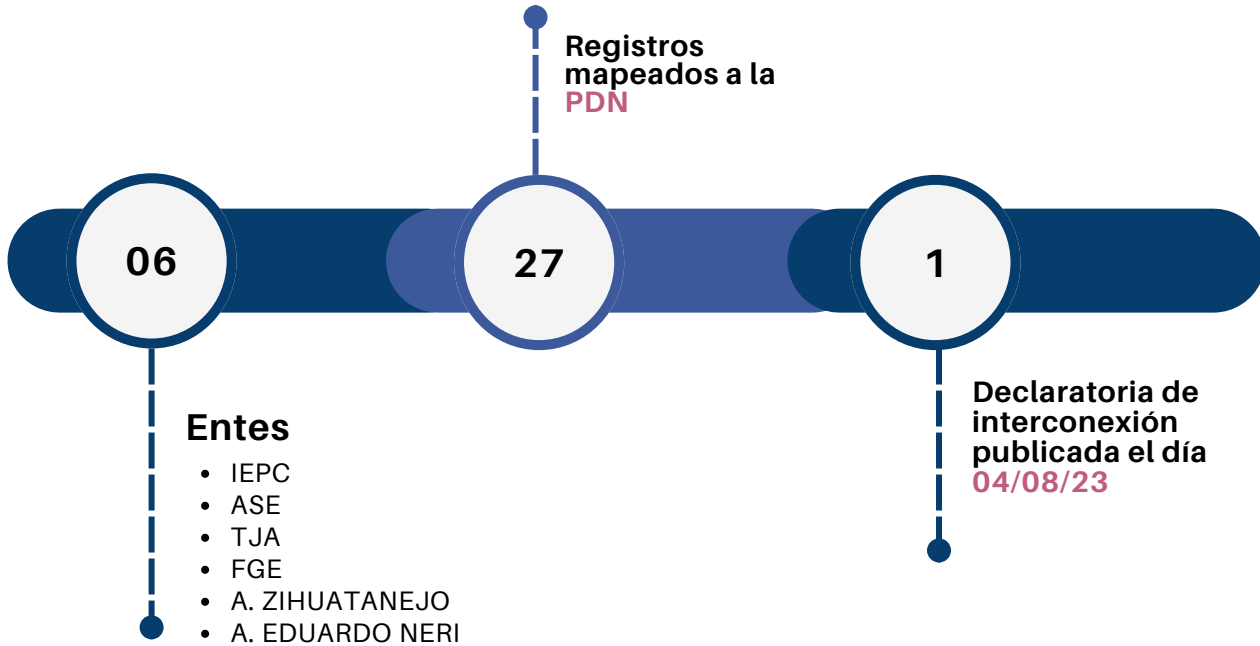 Registros
mapeados a la
PDN
06
27
1
Entes
• IEPC
• ASE
• TJA
• FGE
• A. ZIHUATANEJO
• A. EDUARDO NERI
Declaratoria de
interconexión
publicada el día
04/08/23